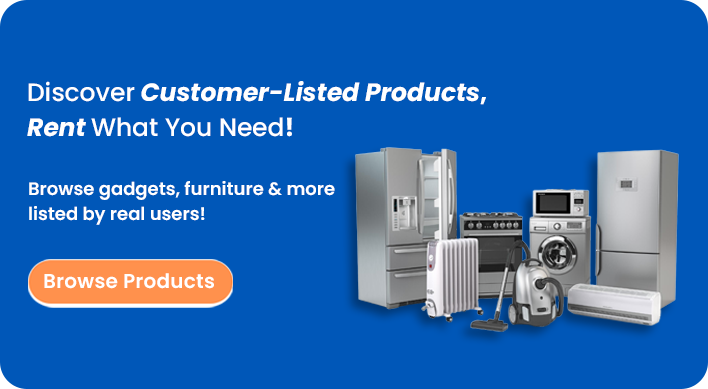 Discover Customer-Listed Products,
Rent What You Need!
Browse gadgets, furniture & more
listed by real users!
Browse Products